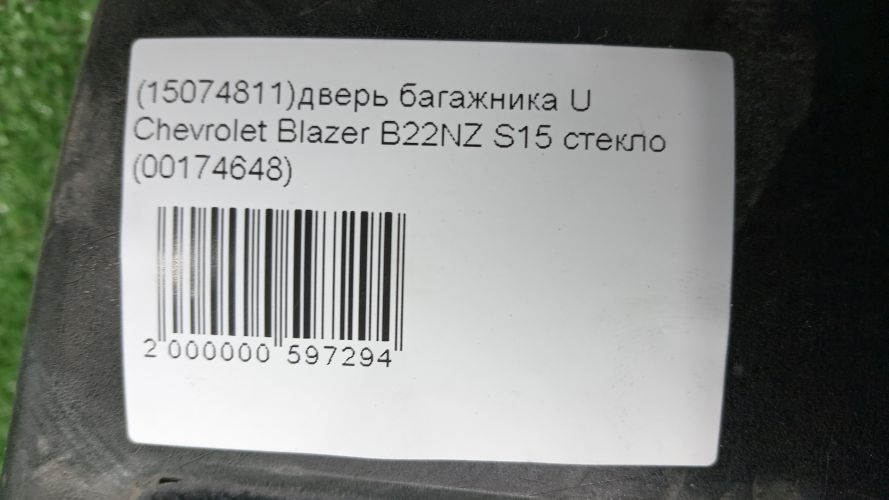 (15074811)дверь багажника U
Chevrolet Blazer B22NZ S15 стекло
(00174648)
2 000000 597294